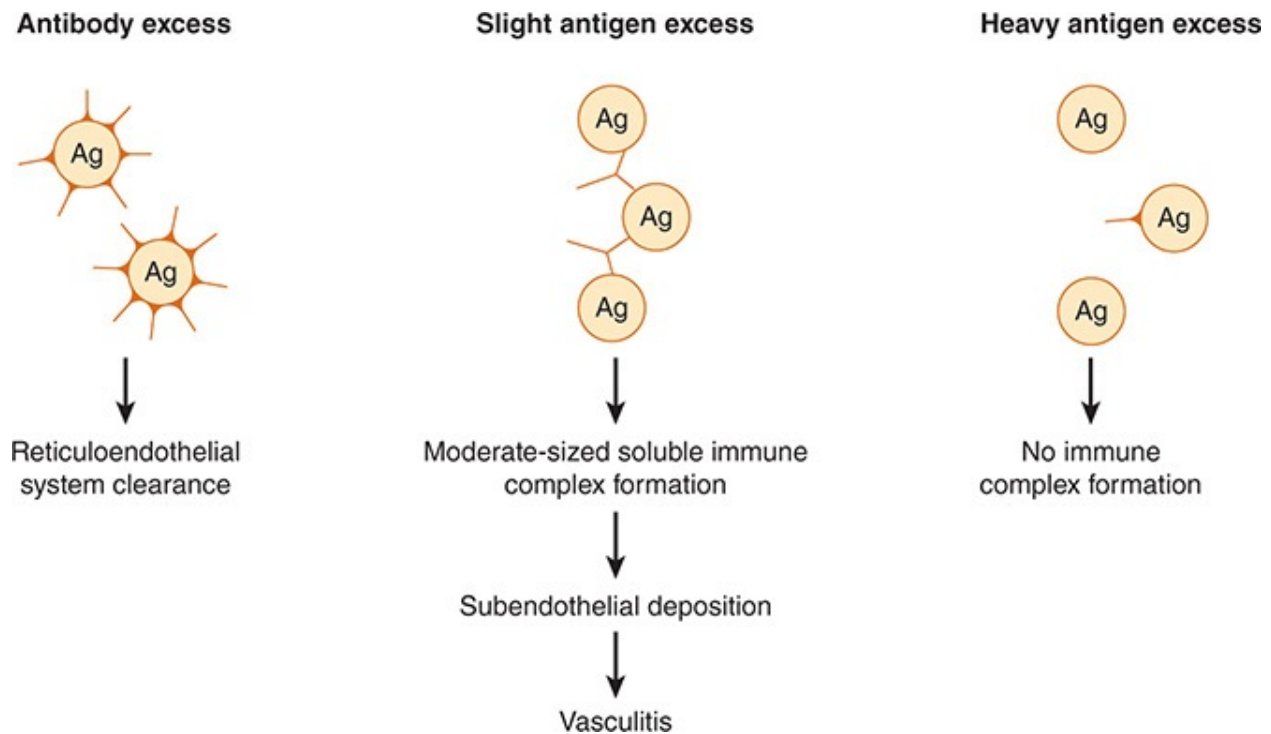 Antibody excess
Ag
Ag
Reticuloendothelial
system clearance
Slight antigen excess
Ag
Ag
Ag
Moderate-sized soluble immune
complex formation
Subendothelial deposition
Vasculitis
Heavy antigen excess
Ag
Ag
Ag
No immune
complex formation